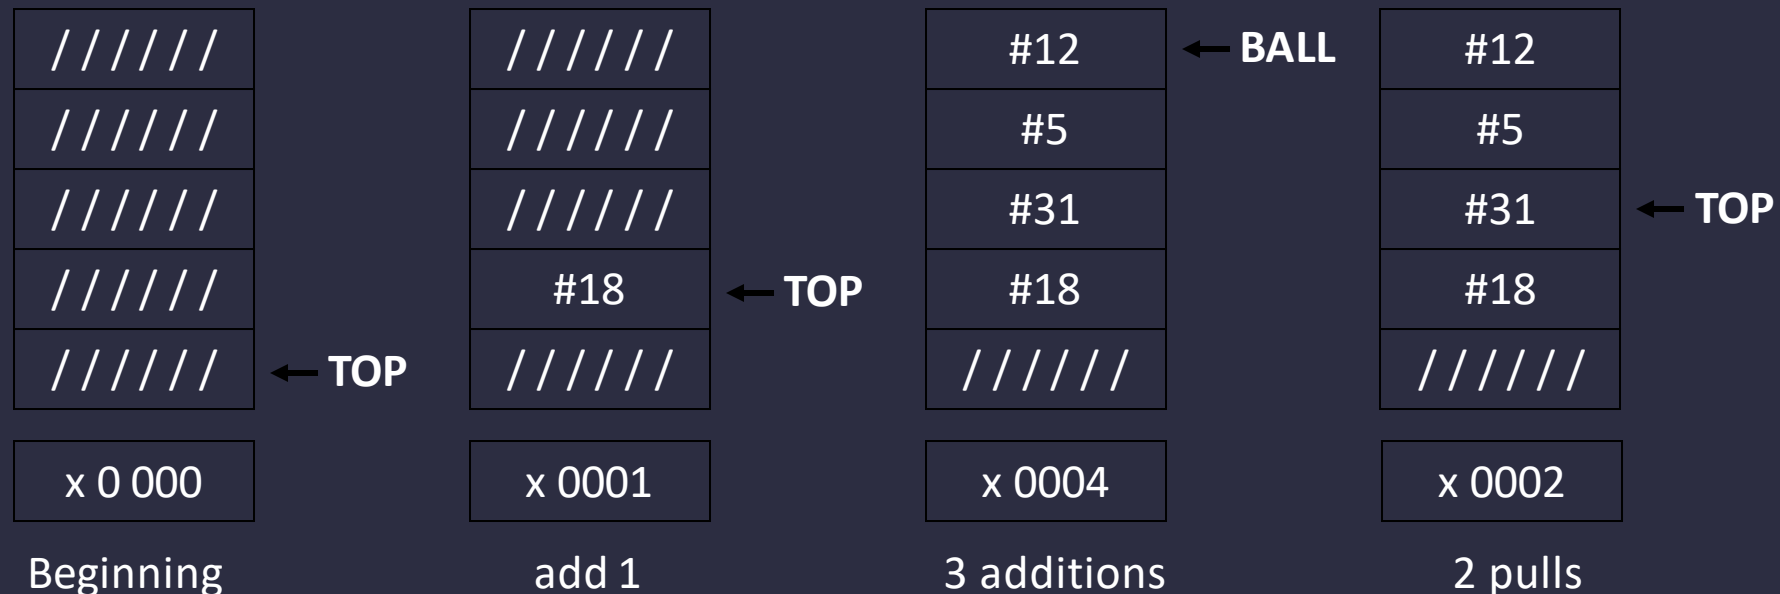 / / / / / /
/ / / / / /
/ / / / / /
/ / / / / /
/ / / / / / TOP
x 0 000
Beginning
/ / / / / /
/ / / / / /
/ / / / / /
#18 TOP
/ / / / / /
x 0001
add 1
#12 BALL
#5
#31
#18
/ / / / / /
x 0004
3 additions
#12
#5
#31 TOP
#18
/ / / / / /
x 0002
2 pulls